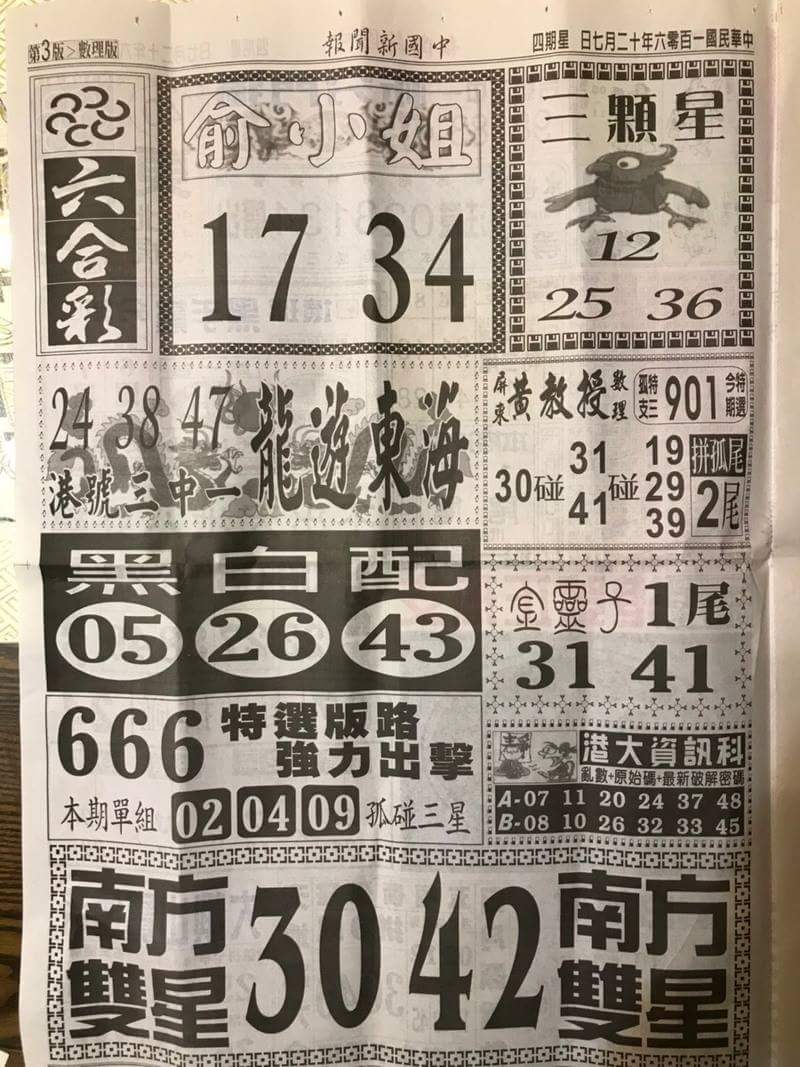 第3版>數理版
報聞新國中
四期星 日七月二十年六零百一國民華中
六合彩
俞小姐
17 34
三顆星
12
25 36
24 38 47
港號三中一
龍遊東海
屏東黃教授數理
孤支特三 901 今期特選
30碰 31 41 碰 19 29 39
拼孤尾
2尾
黑白配
05 26 43
金靈子 1尾
31 41
666 特選版路
強力出擊
本期單組 02 04 09 孤碰三星
港大資訊科
亂數+原始碼+最新破解密碼
A-07 11 20 24 37 48
B-08 10 26 32 33 45
南方雙星
30 42
南方雙星